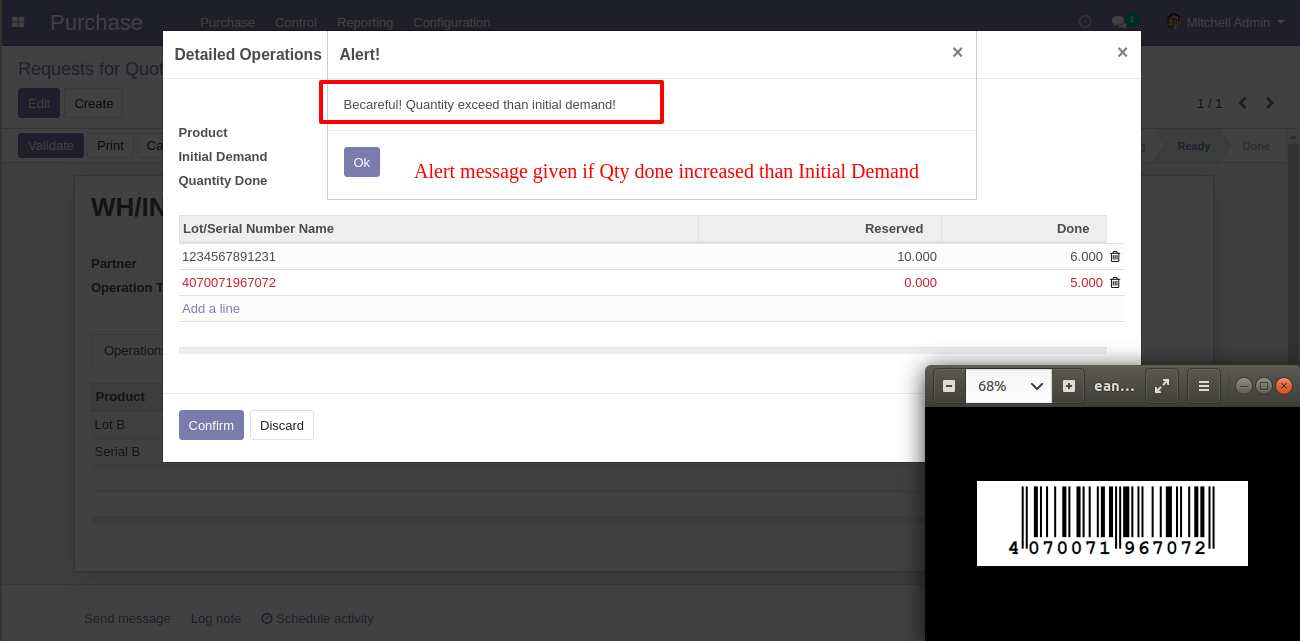 Purchase Purchase Control Reporting Configuration 1 Mitchell Admin
Requests for Quot
Edit Create
1 / 1
Validate Print Ca
Ready Done
WH/IN
Partner
Operation T
Operations
Product
Lot B
Serial B
Send message Log note Schedule activity
Detailed Operations
Alert!
× ×
Becareful! Quantity exceed than initial demand!
Ok
Alert message given if Qty done increased than Initial Demand
Product
Initial Demand
Quantity Done
Lot/Serial Number Name Reserved Done
1234567891231 10.000 6.000
4070071967072 0.000 5.000
Add a line
Confirm Discard
68% ean...
4 070071 967072